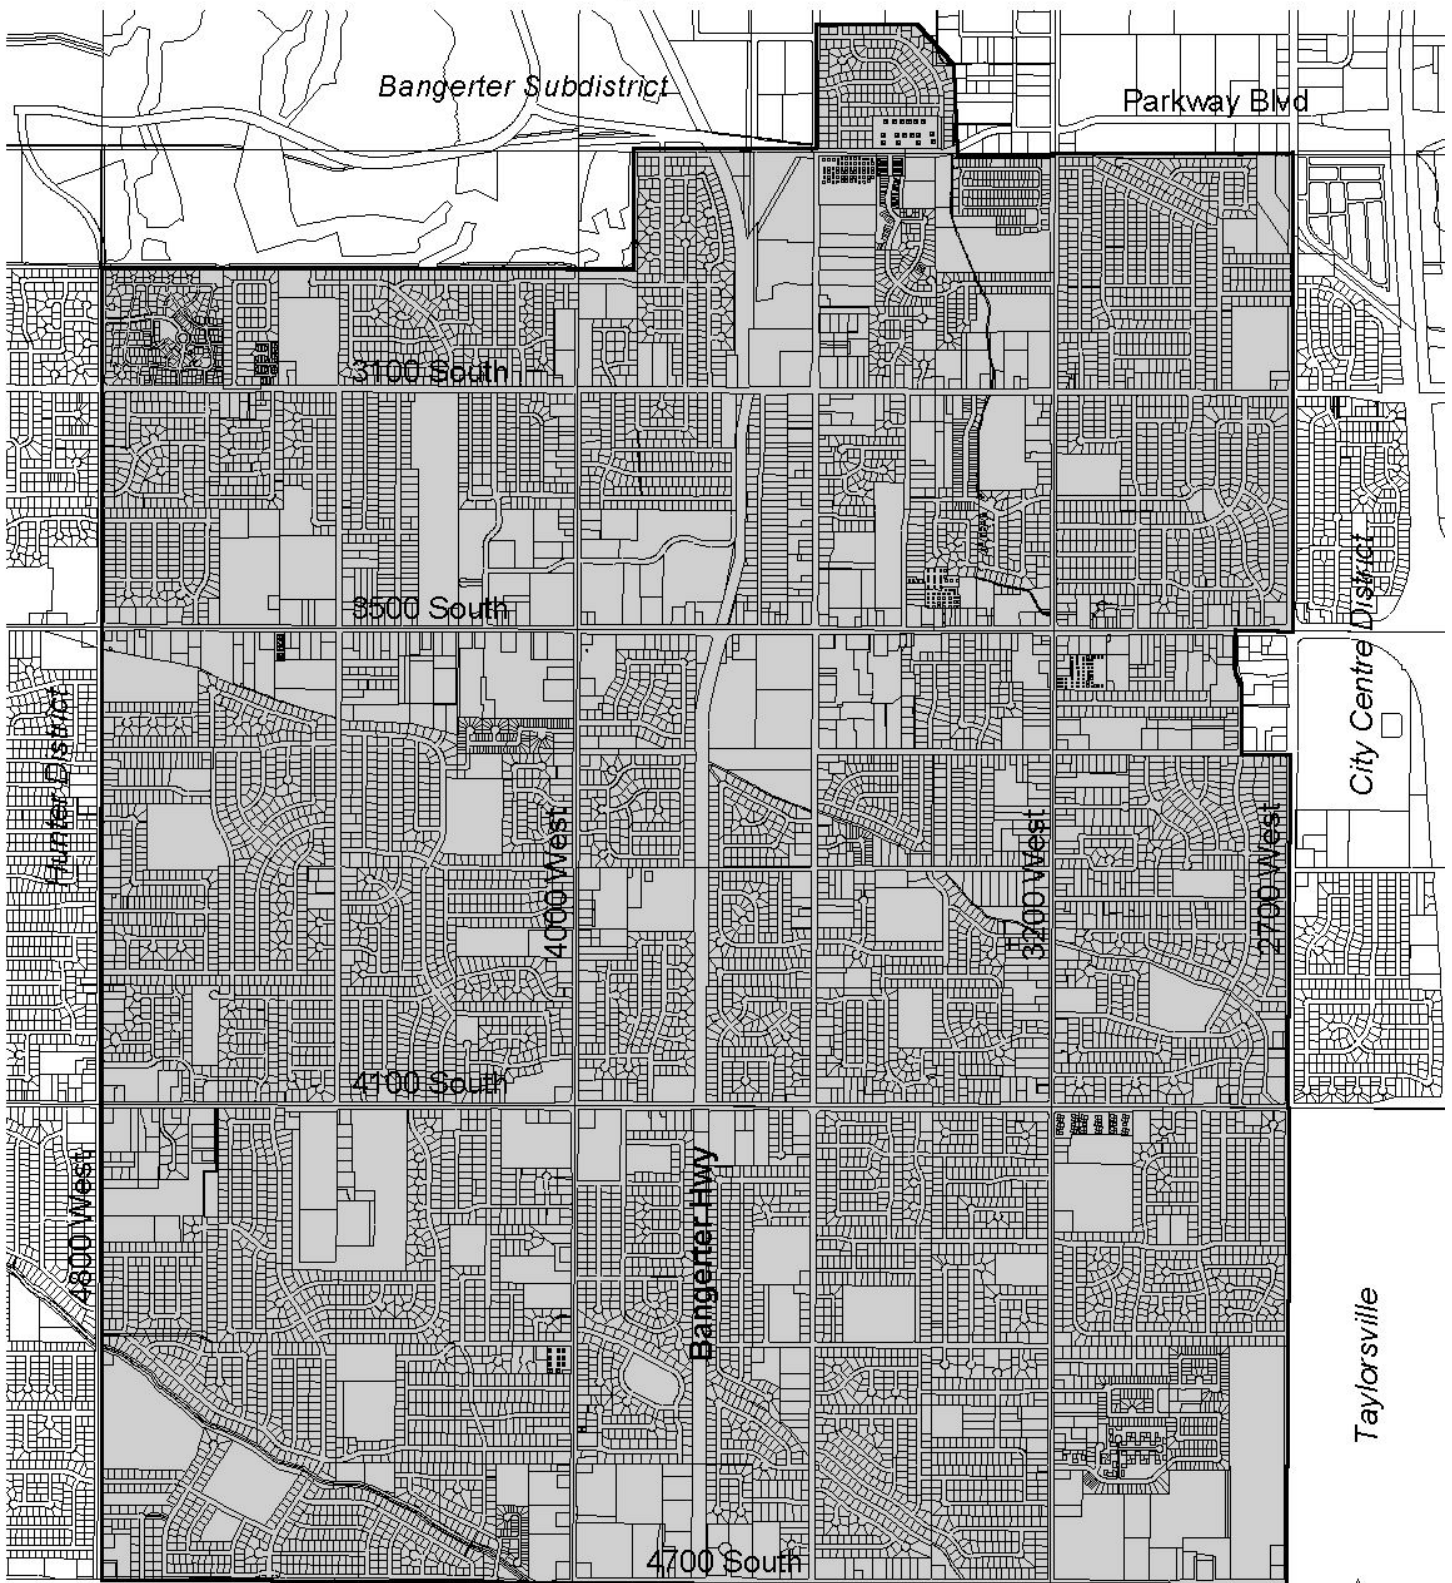 Bangerter Subdistrict
Parkway Blvd
3100 South
3500 South
Hunter District
City Centre District
4000 West
3200 West
2700 West
4100 South
4800 West
Bangerter Hwy
Taylorsville
4700 South